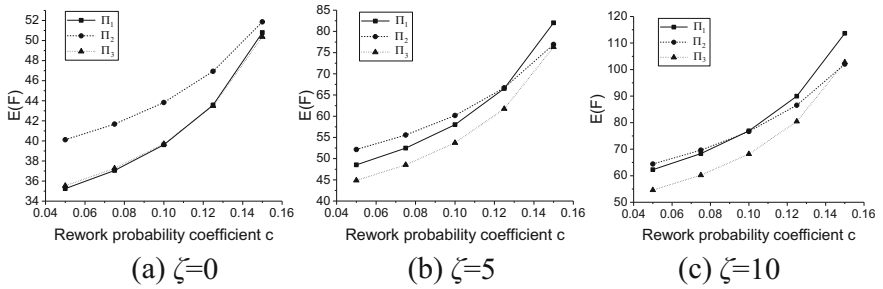 52
50
48
46
44
42
40
38
36
34
E(F)
Π1
Π2
Π3
0.04 0.06 0.08 0.10 0.12 0.14 0.16
Rework probability coefficient c
(a) ζ=0
85
80
75
70
65
60
55
50
45
40
E(F)
Π1
Π2
Π3
0.04 0.06 0.08 0.10 0.12 0.14 0.16
Rework probability coefficient c
(b) ζ=5
120
110
100
90
80
70
60
50
E(F)
Π1
Π2
Π3
0.04 0.06 0.08 0.10 0.12 0.14 0.16
Rework probability coefficient c
(c) ζ=10